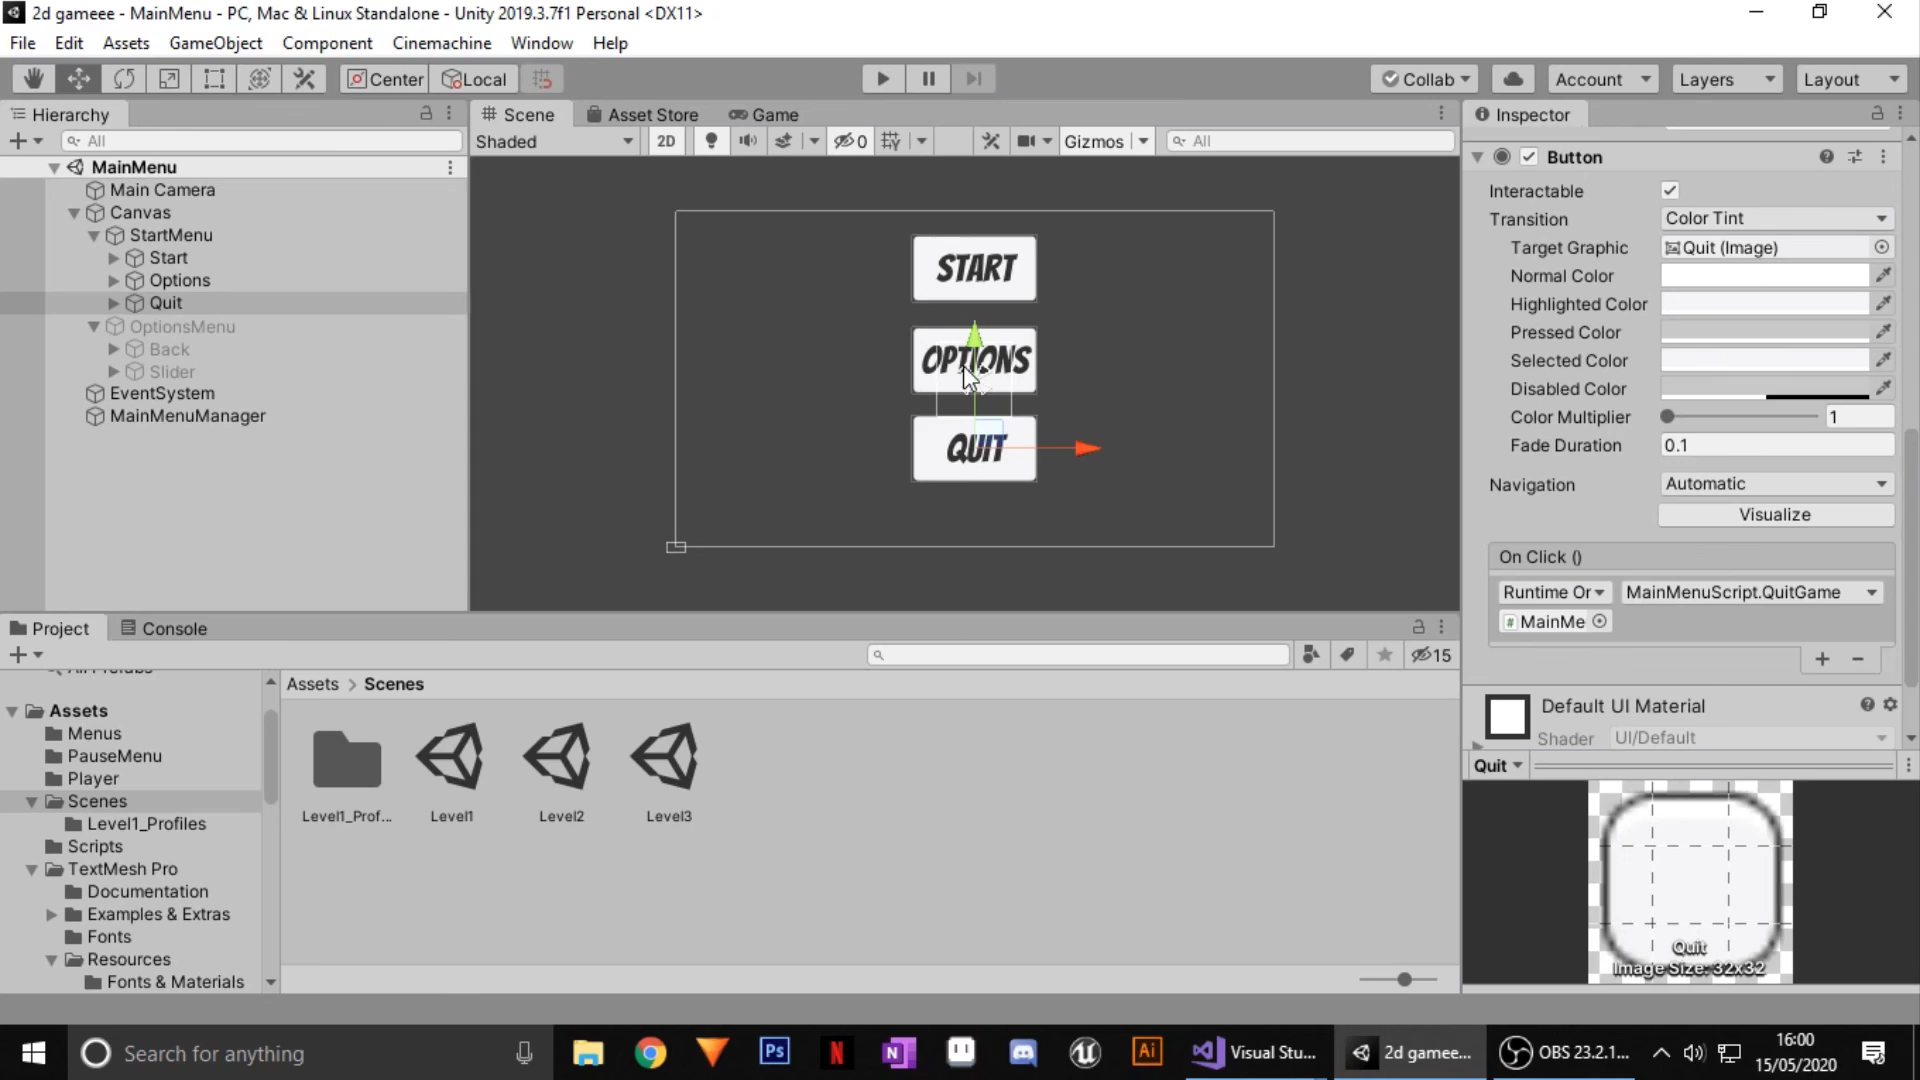 2d gameee - MainMenu - PC, Mac & Linux Standalone - Unity 2019.3.7f1 Personal <DX11>
File Edit Assets GameObject Component Cinemachine Window Help
Center Local Collab Account Layers Layout
Hierarchy
All
MainMenu
Main Camera
Canvas
StartMenu
Start
Options
Quit
OptionsMenu
Back
Slider
EventSystem
MainMenuManager
Scene Asset Store Game
Shaded 2D 0 Gizmos All
START
OPTIONS
QUIT
Inspector
Button
Interactable
Transition Color Tint
Target Graphic Quit (Image)
Normal Color
Highlighted Color
Pressed Color
Selected Color
Disabled Color
Color Multiplier 1
Fade Duration 0.1
Navigation Automatic
Visualize
On Click ()
Runtime Or MainMenuScript.QuitGame
# MainMe
Default UI Material
Shader UI/Default
Quit
Quit
Image Size: 32x32
Project Console
15
All Prefabs
Assets
Menus
PauseMenu
Player
Scenes
Level1_Profiles
Scripts
TextMesh Pro
Documentation
Examples & Extras
Fonts
Resources
Fonts & Materials
Assets > Scenes
Level1_Prof... Level1 Level2 Level3
Search for anything
Ps
N
N
Ai
Visual Stu...
2d gamee...
OBS 23.2.1...
16:00
15/05/2020